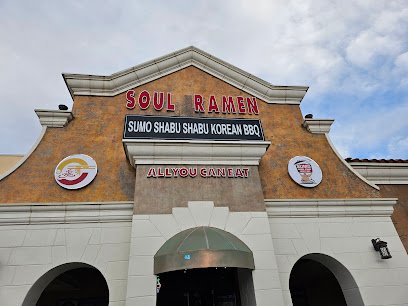 SOUL RAMEN
SUMO SHABU SHABU KOREAN BBQ
ALL YOU CAN EAT